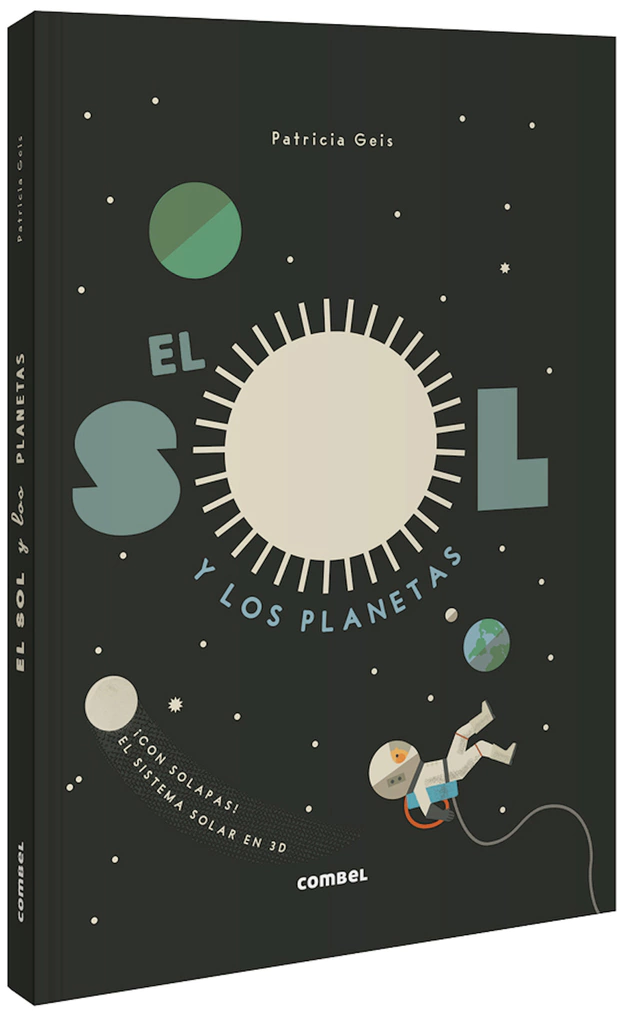 Patricia Geis
EL
SOL
Y LOS PLANETAS
¡CON SOLAPAS!
EL SISTEMA SOLAR EN 3D
COMBEL
Patricia Geis
EL SOL y los PLANETAS
COMBEL